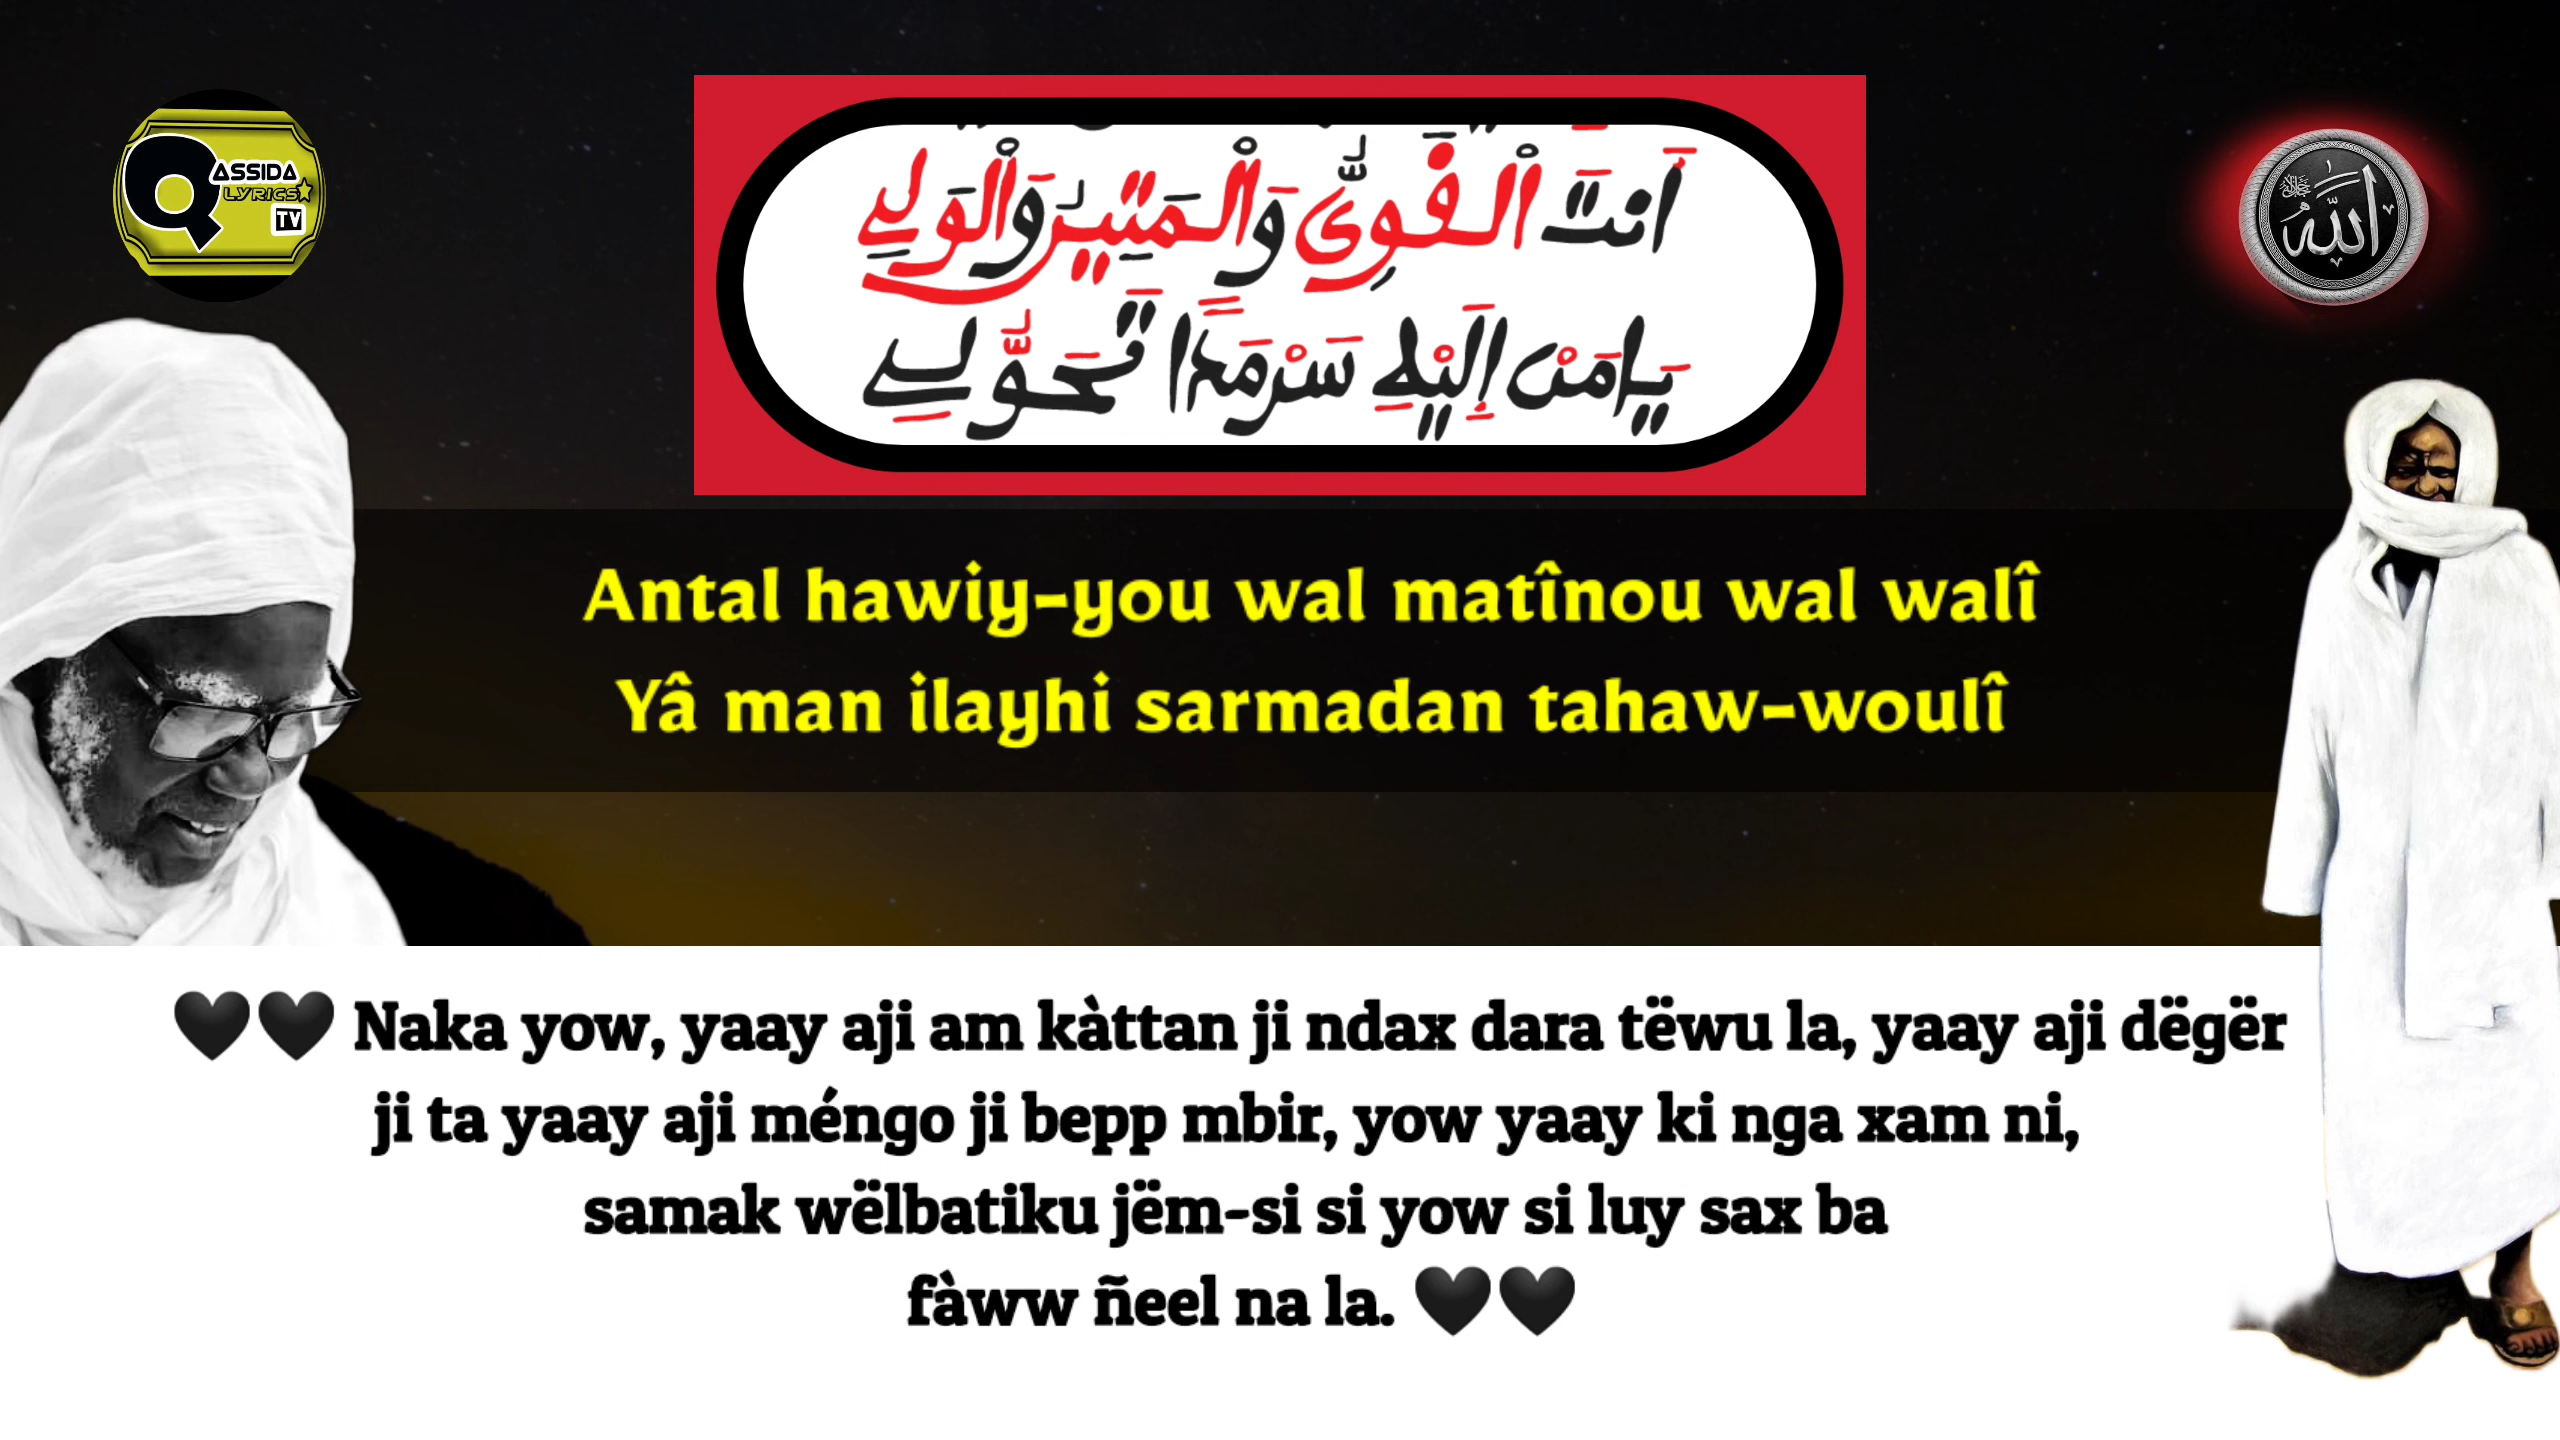 QASSIDA
LYRICS
TV
اللّٰه
أَنتَ الْقَوِىُّ وَالْمَتِينُ وَالْوَلِي
يَا مَنْ إِلَيْهِ سَرْمَدًا تَحَوُّلِي
Antal hawiy-you wal matînou wal walî
Yâ man ilayhi sarmadan tahaw-woulî
🖤🖤 Naka yow, yaay aji am kàttan ji ndax dara tëwu la, yaay aji dëgër
ji ta yaay aji méngo ji bepp mbir, yow yaay ki nga xam ni,
samak wëlbatiku jëm-si si yow si luy sax ba
fàww ñeel na la. 🖤🖤